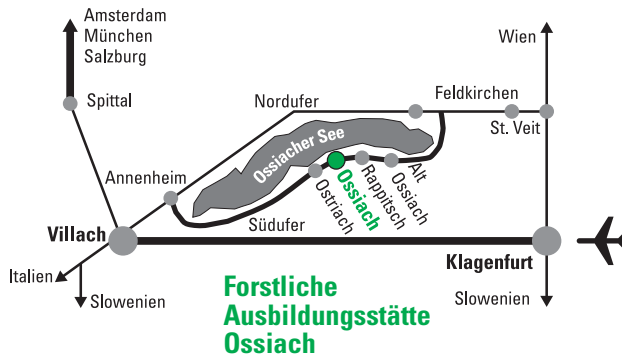 Amsterdam
München
Salzburg
Wien
Spittal
Nordufer
Feldkirchen
St. Veit
Ossiacher See
Annenheim
Ostriach
Ossiach
Rappitsch
Alt
Ossiach
Südufer
Villach
Klagenfurt
Italien
Slowenien
Slowenien
Forstliche
Ausbildungsstätte
Ossiach